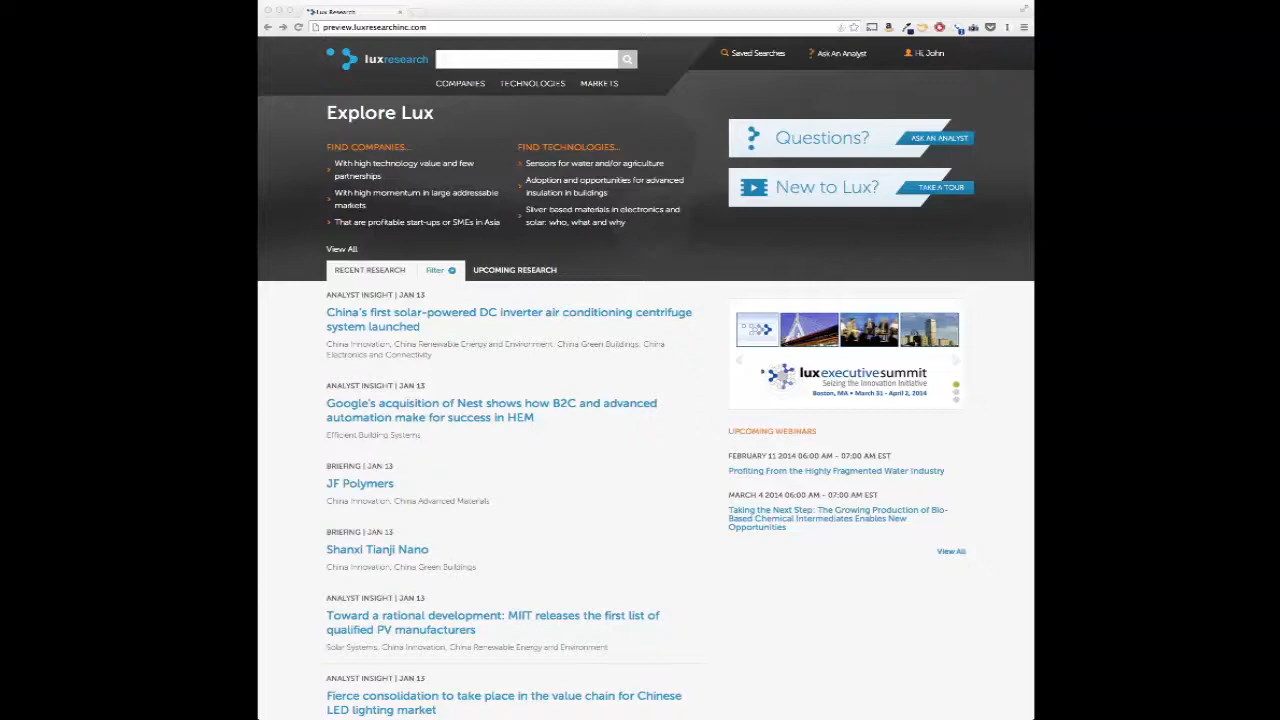 Lux Research
preview.luxresearchinc.com
luxresearch
Saved Searches
Ask An Analyst
Hi, John
COMPANIES TECHNOLOGIES MARKETS
Explore Lux
FIND COMPANIES...
With high technology value and few
partnerships
With high momentum in large addressable
markets
That are profitable start-ups or SMEs in Asia
FIND TECHNOLOGIES...
Sensors for water and/or agriculture
Adoption and opportunities for advanced
insulation in buildings
Silver based materials in electronics and
solar: who, what and why
View All
Questions? ASK AN ANALYST
New to Lux? TAKE A TOUR
RECENT RESEARCH Filter UPCOMING RESEARCH
ANALYST INSIGHT | JAN 13
China's first solar-powered DC inverter air conditioning centrifuge
system launched
China Innovation, China Renewable Energy and Environment, China Green Buildings, China
Electronics and Connectivity
ANALYST INSIGHT | JAN 13
Google's acquisition of Nest shows how B2C and advanced
automation make for success in HEM
Efficient Building Systems
BRIEFING | JAN 13
JF Polymers
China Innovation, China Advanced Materials
BRIEFING | JAN 13
Shanxi Tianji Nano
China Innovation, China Green Buildings
ANALYST INSIGHT | JAN 13
Toward a rational development: MIIT releases the first list of
qualified PV manufacturers
Solar Systems, China Innovation, China Renewable Energy and Environment
ANALYST INSIGHT | JAN 13
Fierce consolidation to take place in the value chain for Chinese
LED lighting market
luxexecutivesummit
Seizing the Innovation Initiative
Boston, MA • March 31 - April 2, 2014
UPCOMING WEBINARS
FEBRUARY 11 2014 06:00 AM - 07:00 AM EST
Profiting From the Highly Fragmented Water Industry
MARCH 4 2014 06:00 AM - 07:00 AM EST
Taking the Next Step: The Growing Production of Bio-
Based Chemical Intermediates Enables New
Opportunities
View All